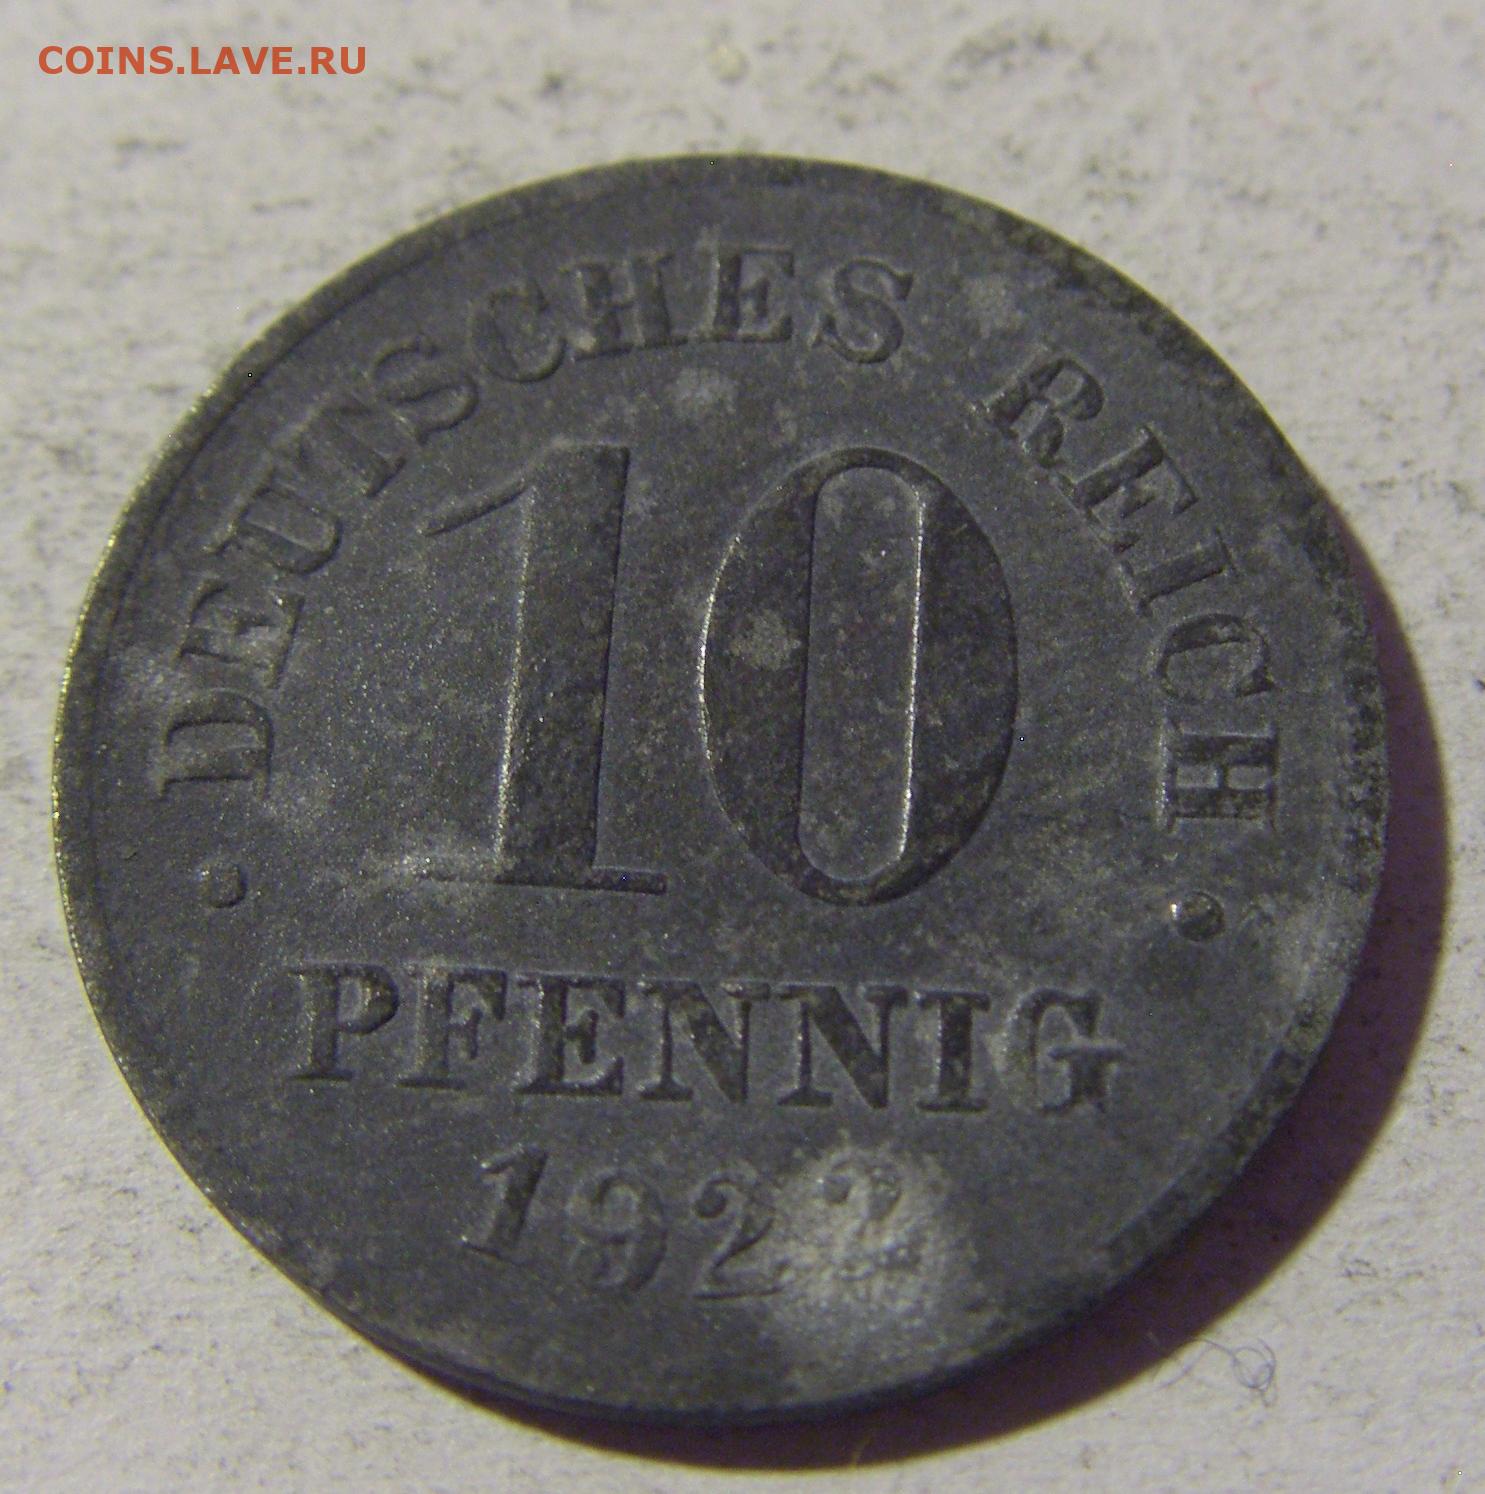 COINS.LAVE.RU
• DEUTSCHES REICH •
10
PFENNIG
1922